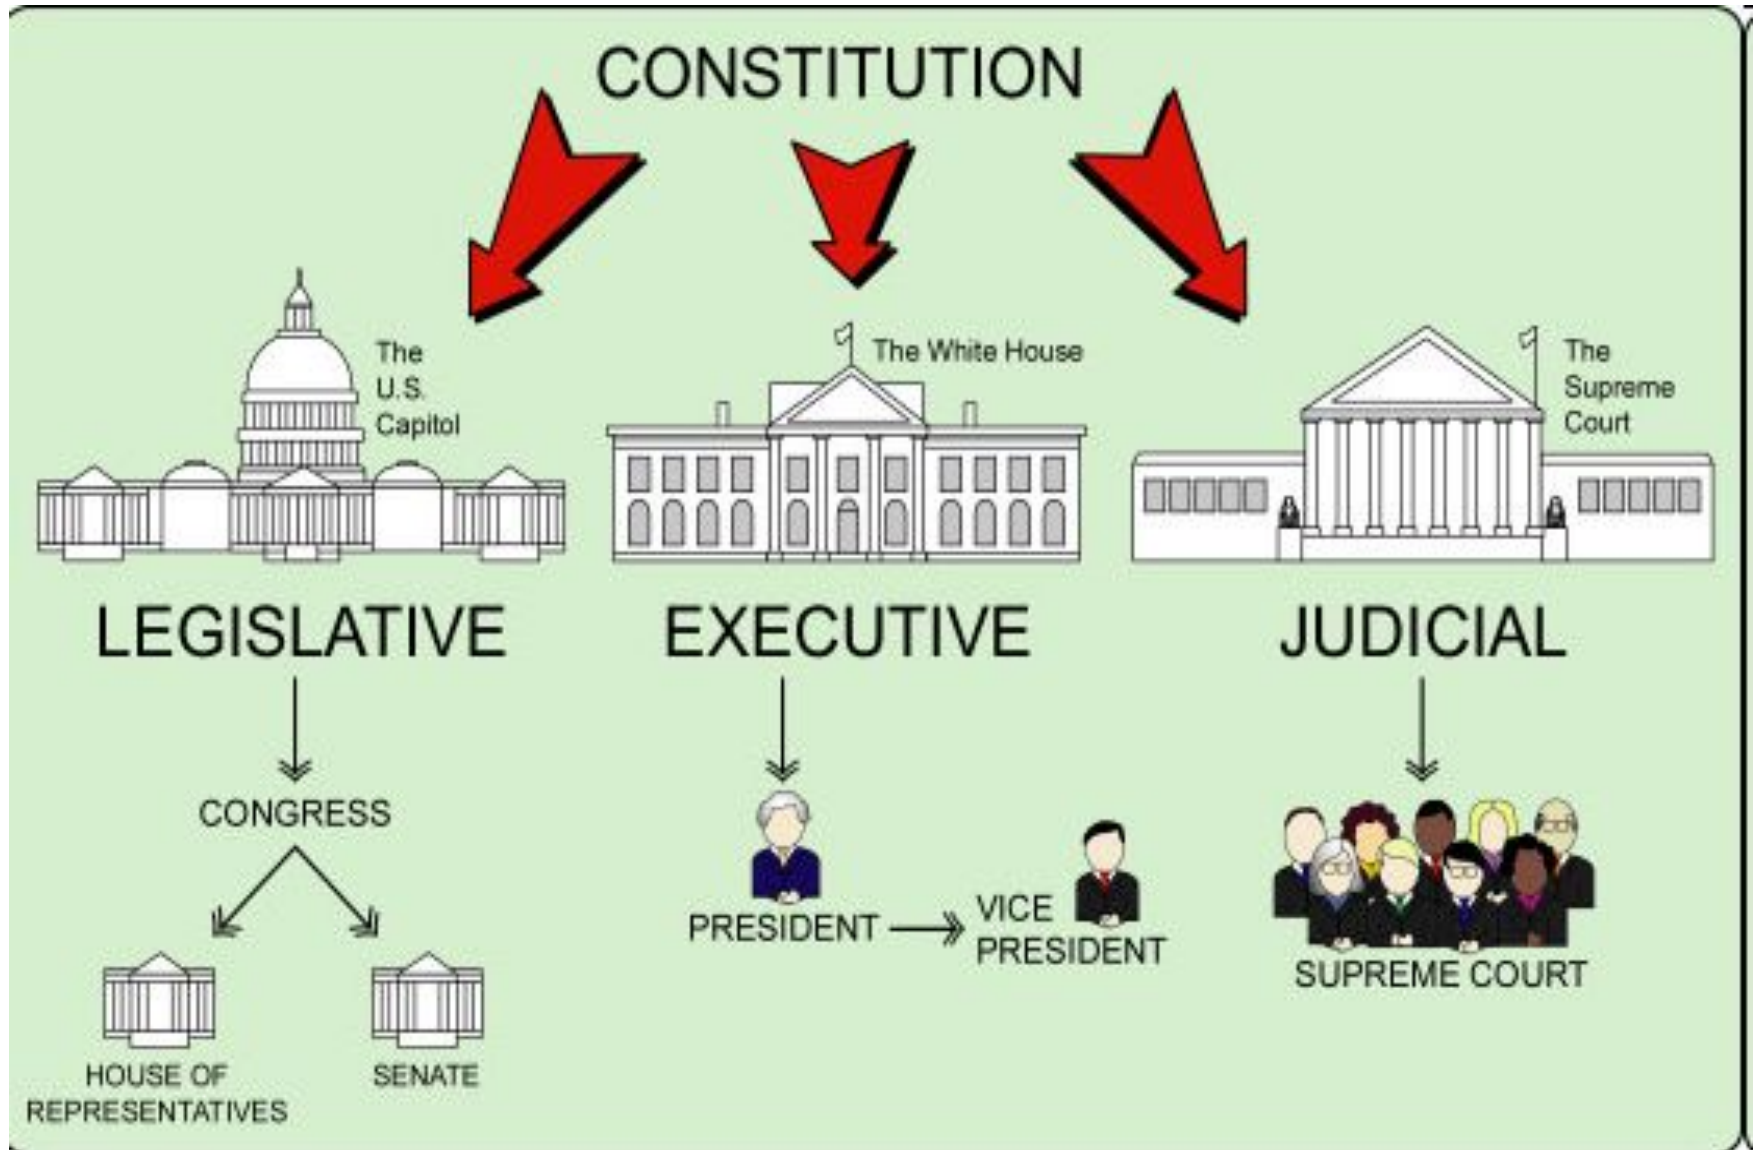 CONSTITUTION
The
U.S.
Capitol
The White House
The
Supreme
Court
LEGISLATIVE
EXECUTIVE
JUDICIAL
CONGRESS
HOUSE OF
REPRESENTATIVES
SENATE
PRESIDENT
VICE
PRESIDENT
SUPREME COURT